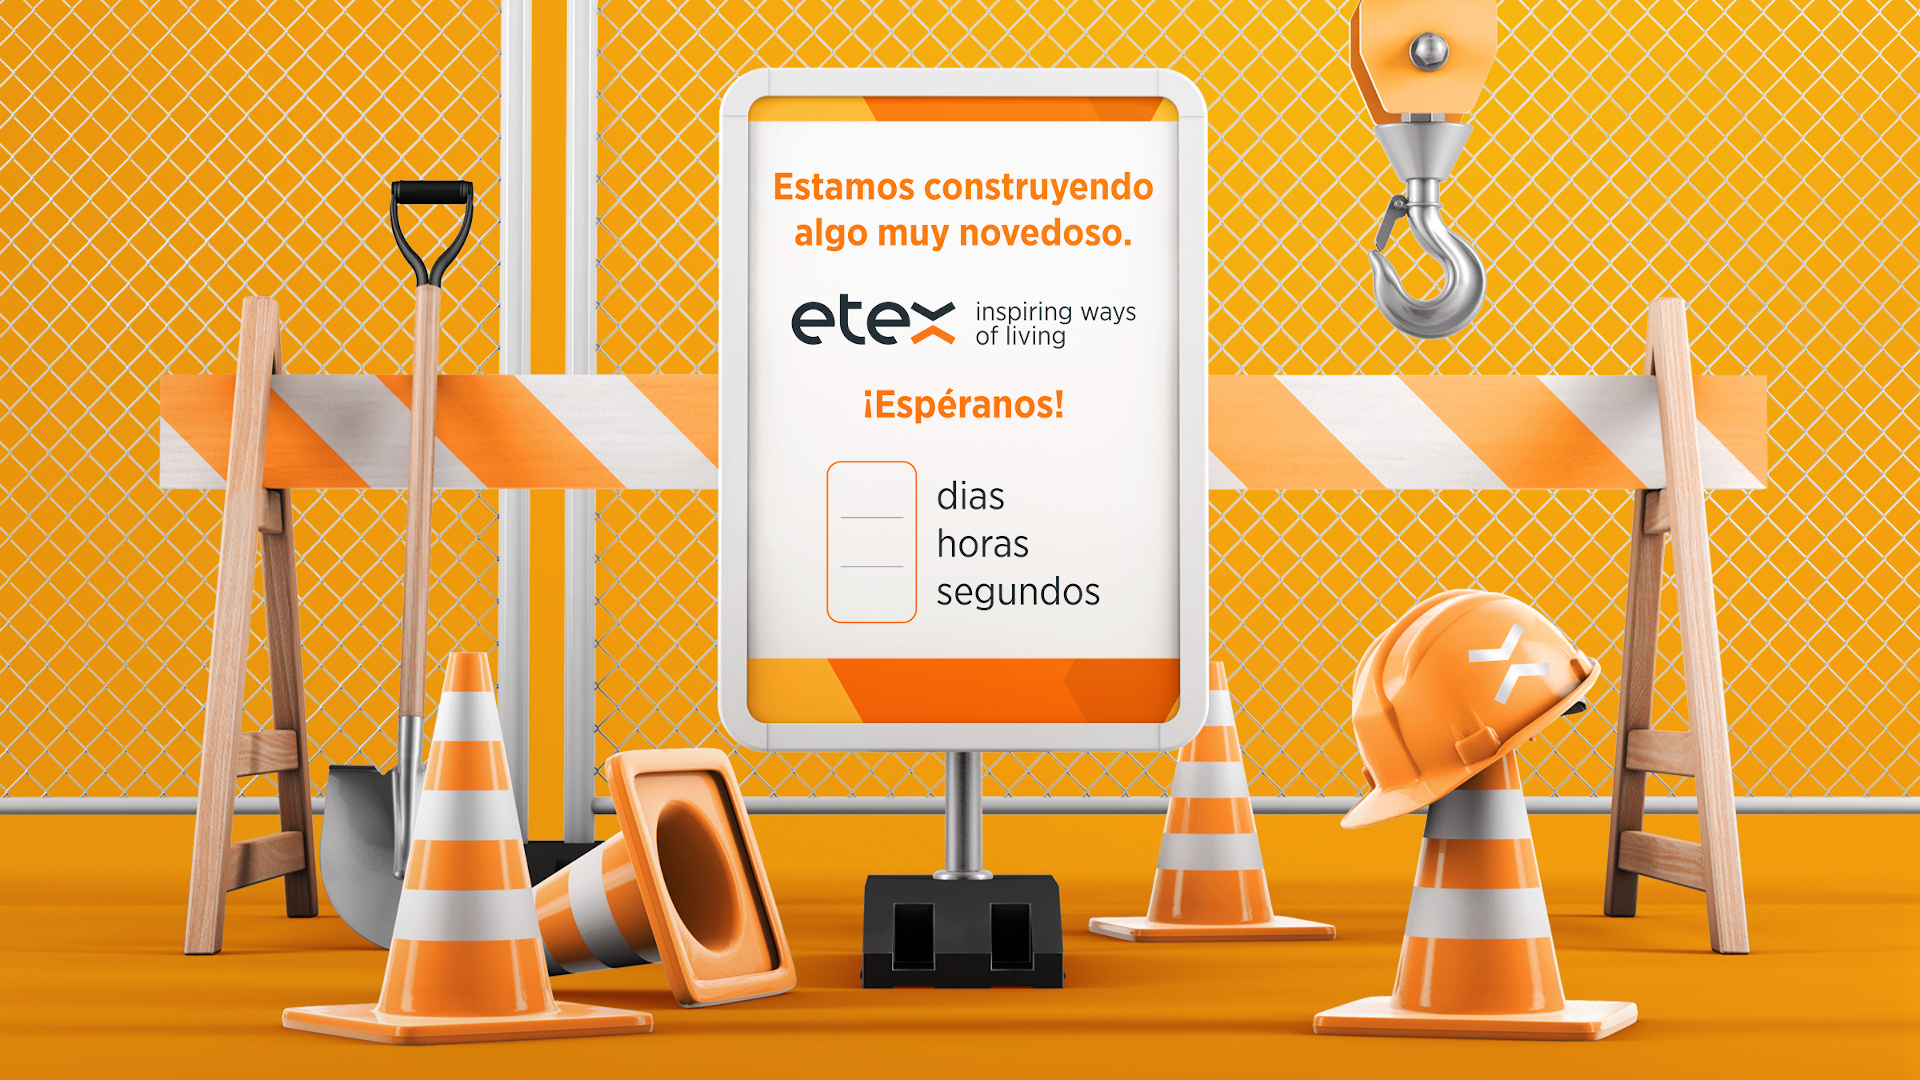 Estamos construyendo
algo muy novedoso.
etex inspiring ways
of living
¡Espéranos!
dias
horas
segundos